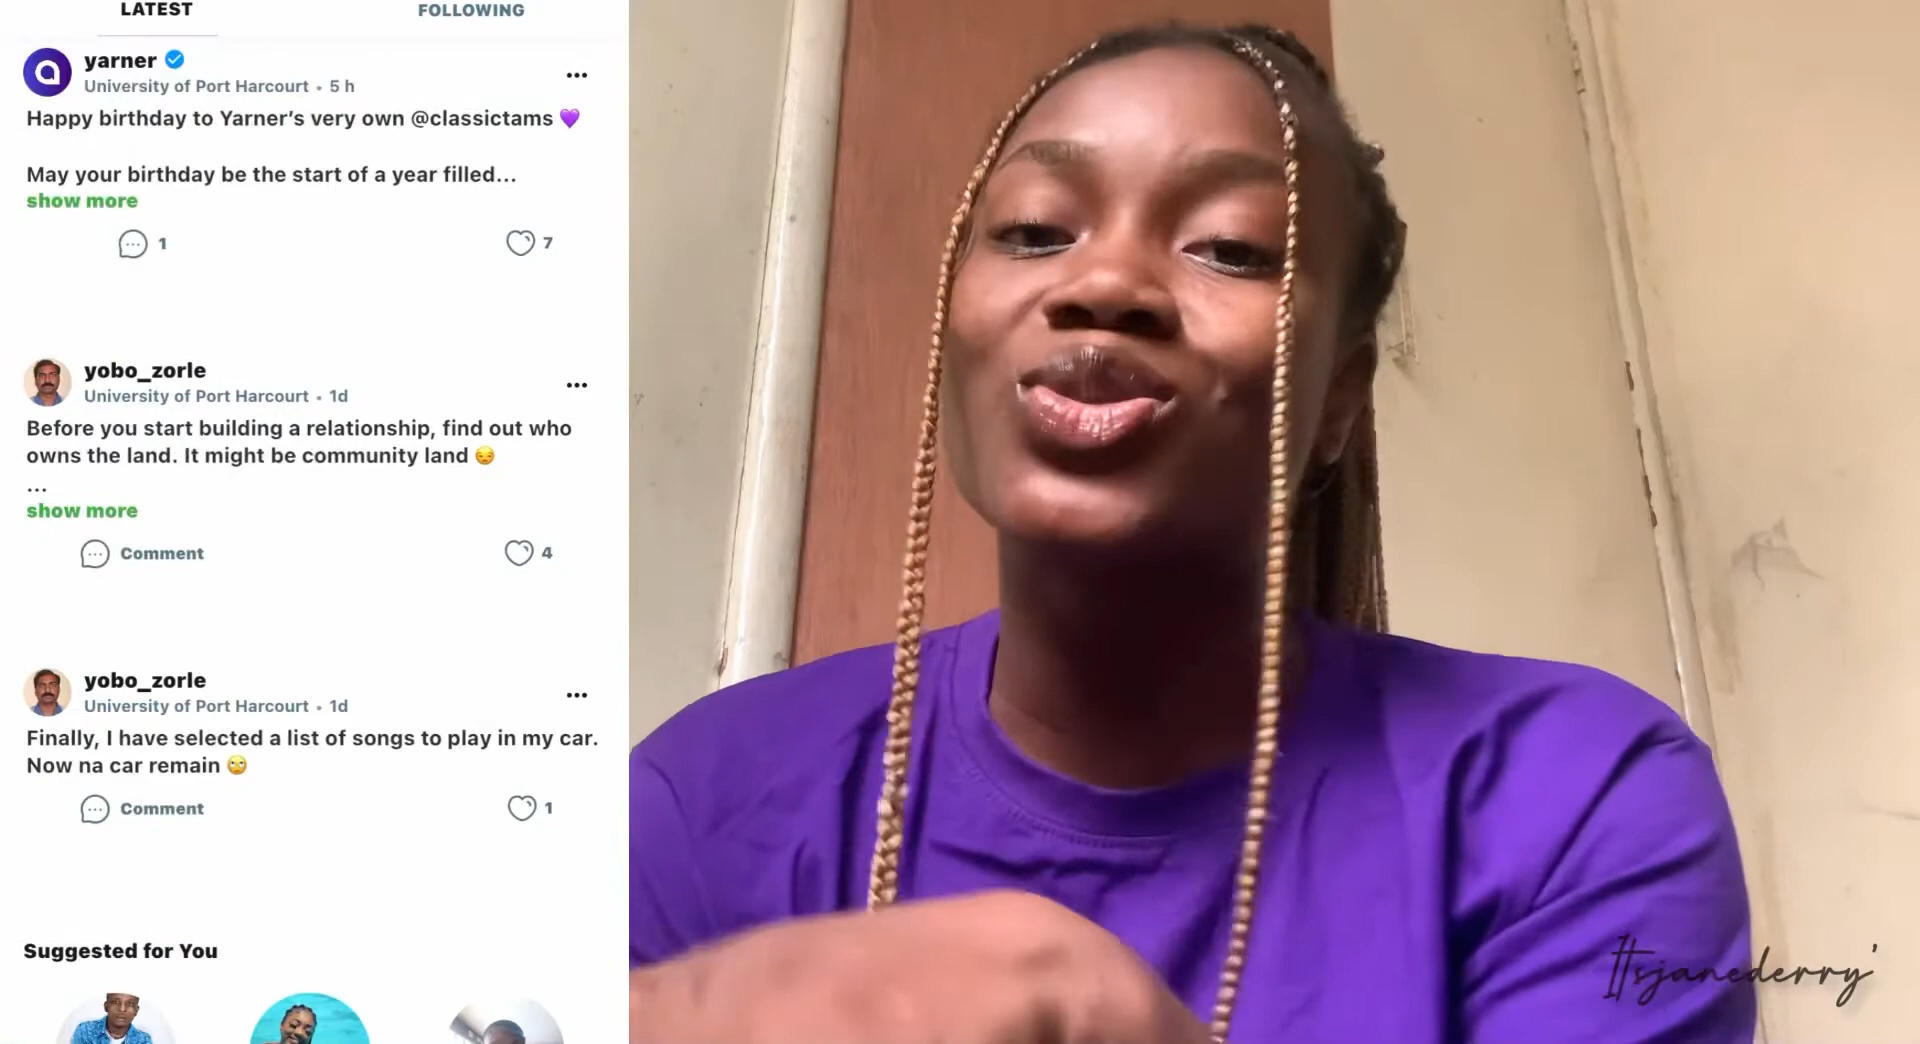 LATEST
FOLLOWING
yarner
University of Port Harcourt • 5 h
Happy birthday to Yarner’s very own @classictams 💜
May your birthday be the start of a year filled...
show more
1
7
yobo_zorle
University of Port Harcourt • 1d
Before you start building a relationship, find out who
owns the land. It might be community land 😒
...
show more
Comment
4
yobo_zorle
University of Port Harcourt • 1d
Finally, I have selected a list of songs to play in my car.
Now na car remain 🙄
Comment
1
Suggested for You
Itsjanederry'